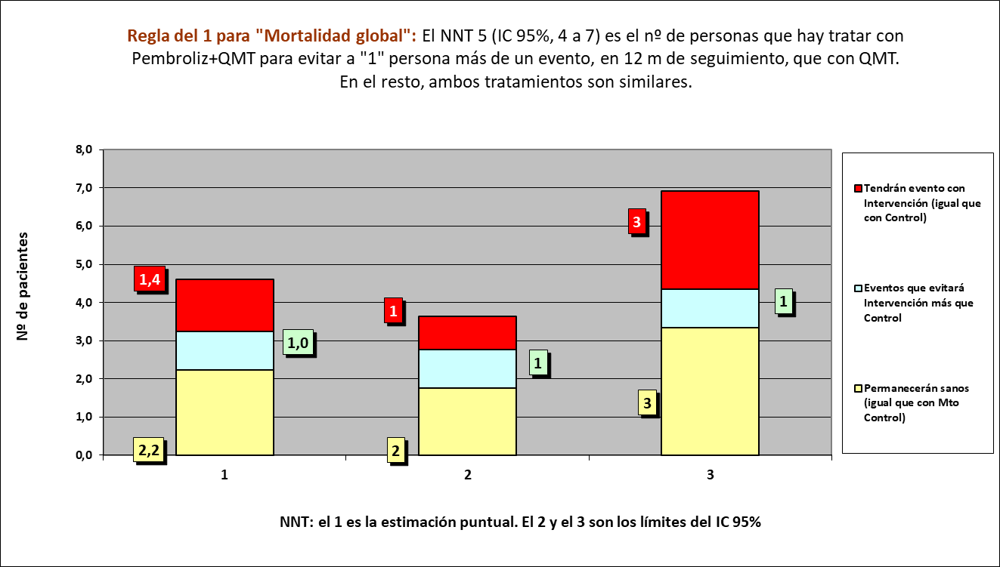 Regla del 1 para "Mortalidad global": El NNT 5 (IC 95%, 4 a 7) es el nº de personas que hay tratar con
Pembroliz+QMT para evitar a "1" persona más de un evento, en 12 m de seguimiento, que con QMT.
En el resto, ambos tratamientos son similares.
Nº de pacientes
8,0
7,0
6,0
5,0
4,0
3,0
2,0
1,0
0,0
1,4
1,0
2,2
1
1
2
3
1
3
1
2
3
Tendrán evento con
Intervención (igual que
con Control)
Eventos que evitará
Intervención más que
Control
Permanecerán sanos
(igual que con Mto
Control)
NNT: el 1 es la estimación puntual. El 2 y el 3 son los límites del IC 95%